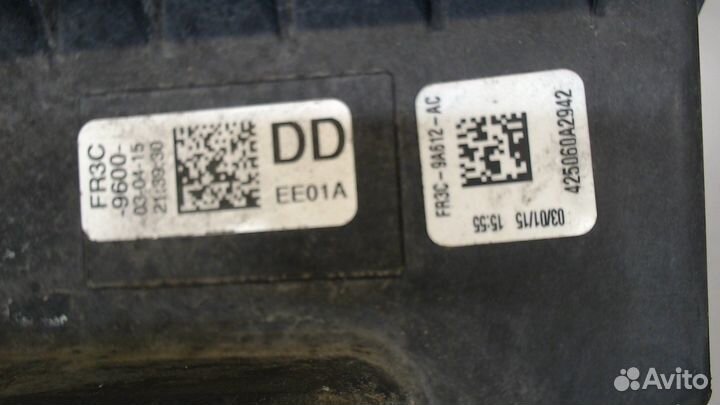 FR3C
-9600-
-03-04-15
21:39:30
DD
EE01A
FR3C-9A612-AC
03/01/15 15:55
425060A2942
Avito